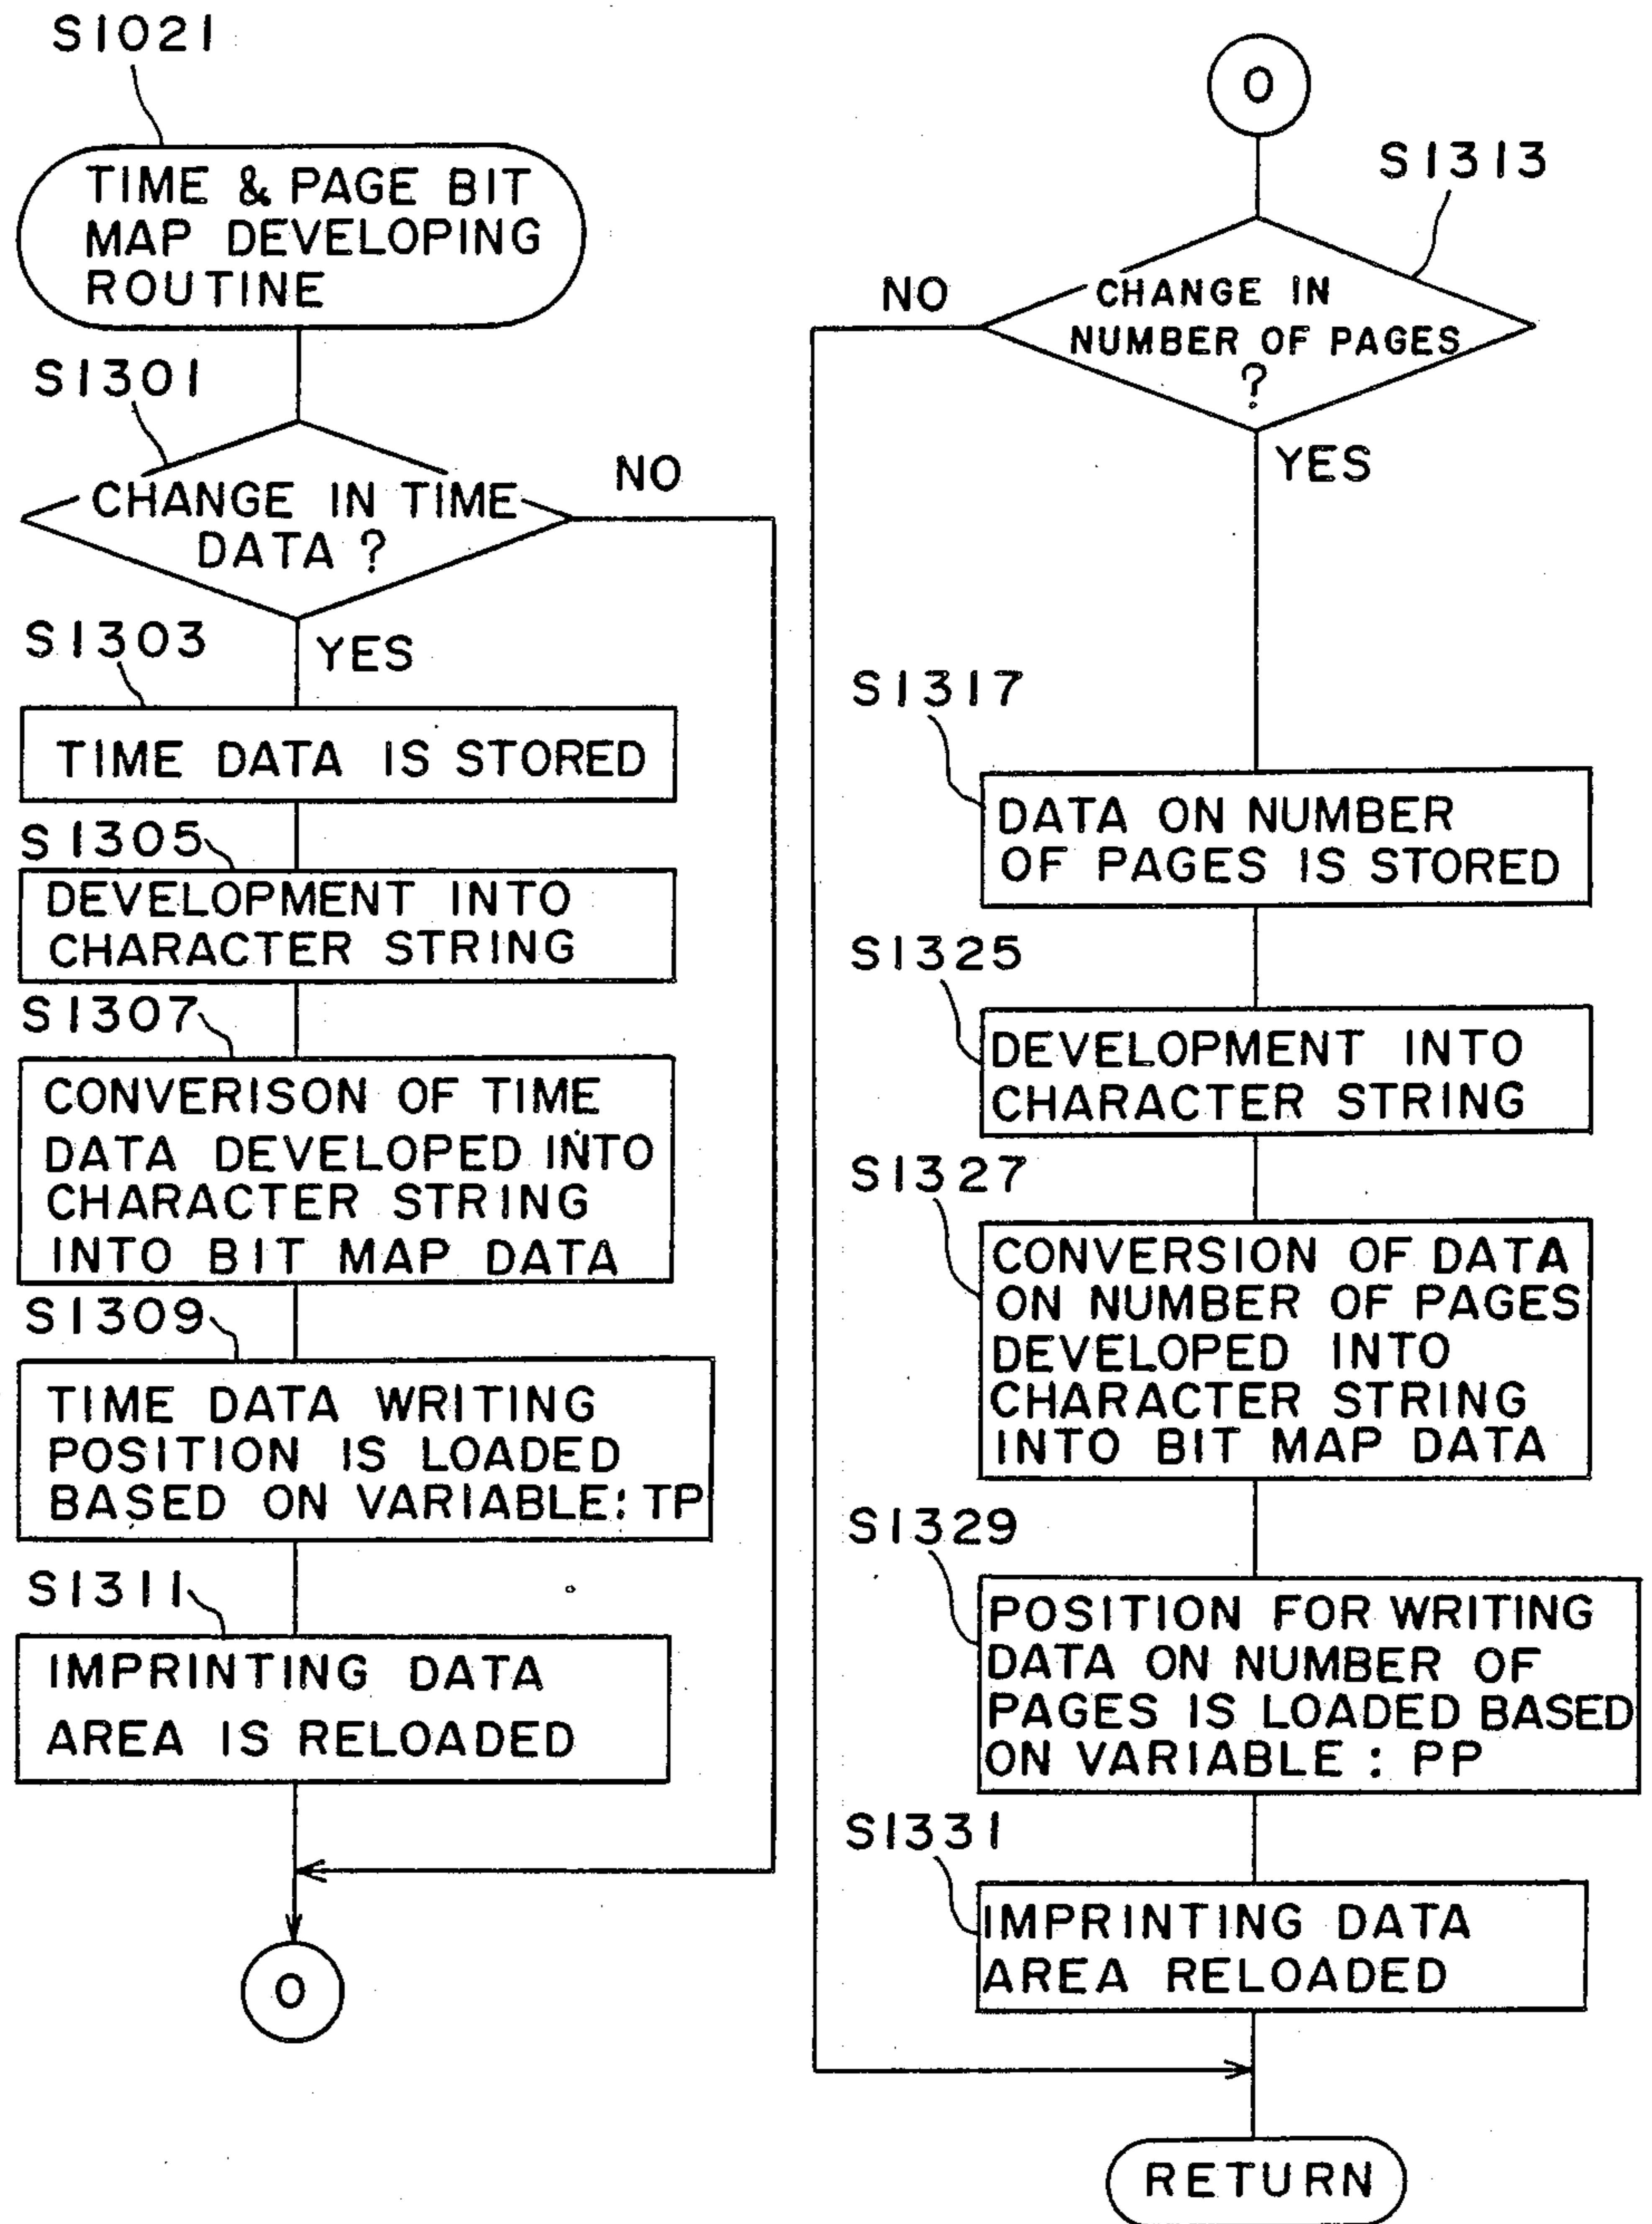 S1021
TIME & PAGE BIT
MAP DEVELOPING
ROUTINE
S1301
CHANGE IN TIME
DATA ?
NO
YES
S1303
TIME DATA IS STORED
S1305
DEVELOPMENT INTO
CHARACTER STRING
S1307
CONVERISON OF TIME
DATA DEVELOPED INTO
CHARACTER STRING
INTO BIT MAP DATA
S1309
TIME DATA WRITING
POSITION IS LOADED
BASED ON VARIABLE: TP
S1311
IMPRINTING DATA
AREA IS RELOADED
O
O
S1313
CHANGE IN
NUMBER OF PAGES
?
NO
YES
S1317
DATA ON NUMBER
OF PAGES IS STORED
S1325
DEVELOPMENT INTO
CHARACTER STRING
S1327
CONVERSION OF DATA
ON NUMBER OF PAGES
DEVELOPED INTO
CHARACTER STRING
INTO BIT MAP DATA
S1329
POSITION FOR WRITING
DATA ON NUMBER OF
PAGES IS LOADED BASED
ON VARIABLE : PP
S1331
IMPRINTING DATA
AREA RELOADED
RETURN